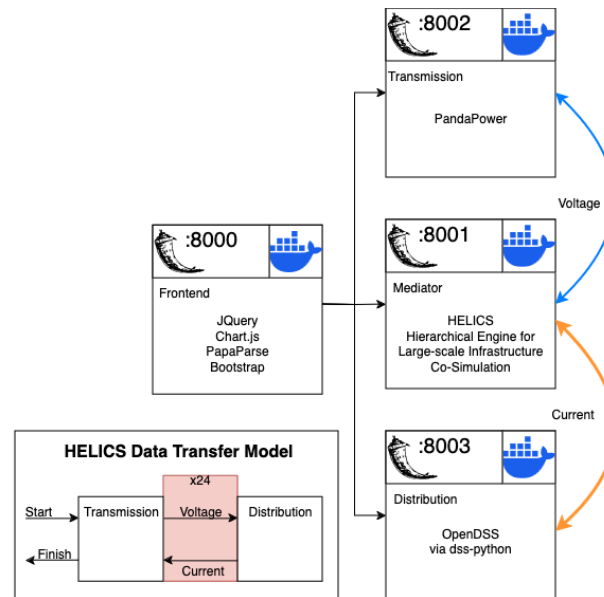 :8002
Transmission
PandaPower
Voltage
:8000
Frontend
JQuery
Chart.js
PapaParse
Bootstrap
:8001
Mediator
HELICS
Hierarchical Engine for
Large-scale Infrastructure
Co-Simulation
Current
:8003
Distribution
OpenDSS
via dss-python
HELICS Data Transfer Model
x24
Start
Transmission
Voltage
Distribution
Finish
Current